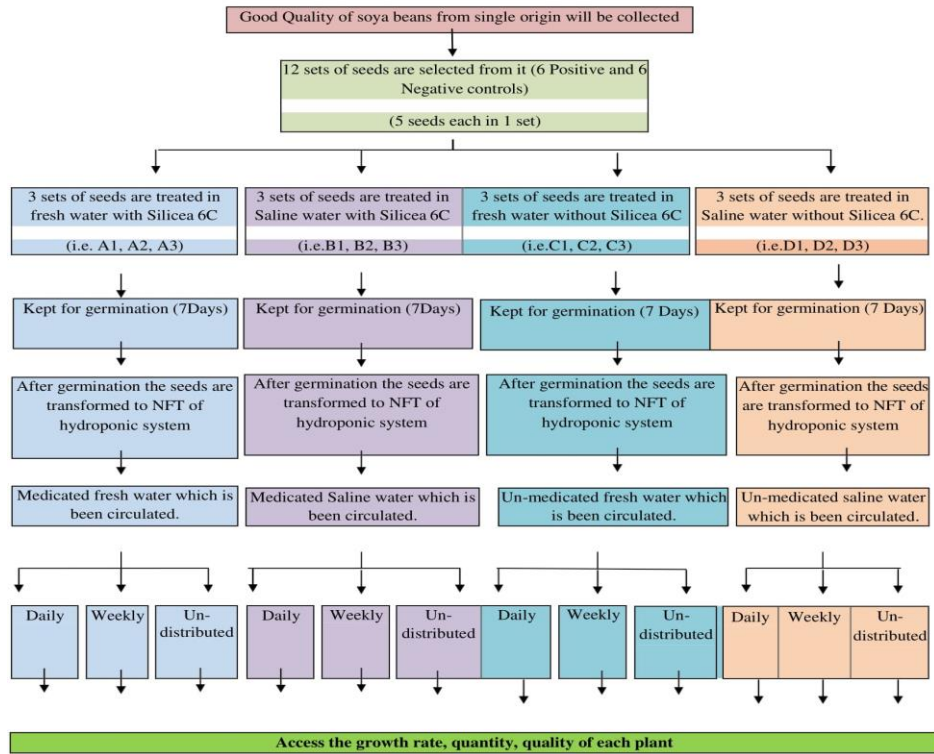 Good Quality of soya beans from single origin will be collected
12 sets of seeds are selected from it (6 Positive and 6
Negative controls)
(5 seeds each in 1 set)
3 sets of seeds are treated in
fresh water with Silicea 6C
(i.e. A1, A2, A3)
3 sets of seeds are treated in
Saline water with Silicea 6C
(i.e.B1, B2, B3)
3 sets of seeds are treated in
fresh water without Silicea 6C
(i.e.C1, C2, C3)
3 sets of seeds are treated in
Saline water without Silicea 6C.
(i.e.D1, D2, D3)
Kept for germination (7Days)
Kept for germination (7Days)
Kept for germination (7 Days)
Kept for germination (7 Days)
After germination the seeds are
transformed to NFT of
hydroponic system
After germination the seeds are
transformed to NFT of
hydroponic system
After germination the seeds are
transformed to NFT of
hydroponic system
After germination the seeds
are transformed to NFT of
hydroponic system
Medicated fresh water which is
been circulated.
Medicated Saline water which is
been circulated.
Un-medicated fresh water which
is been circulated.
Un-medicated saline water
which is been circulated.
Daily
Weekly
Un-
distributed
Daily
Weekly
Un-
distributed
Daily
Weekly
Un-
distributed
Daily
Weekly
Un-
distributed
Access the growth rate, quantity, quality of each plant